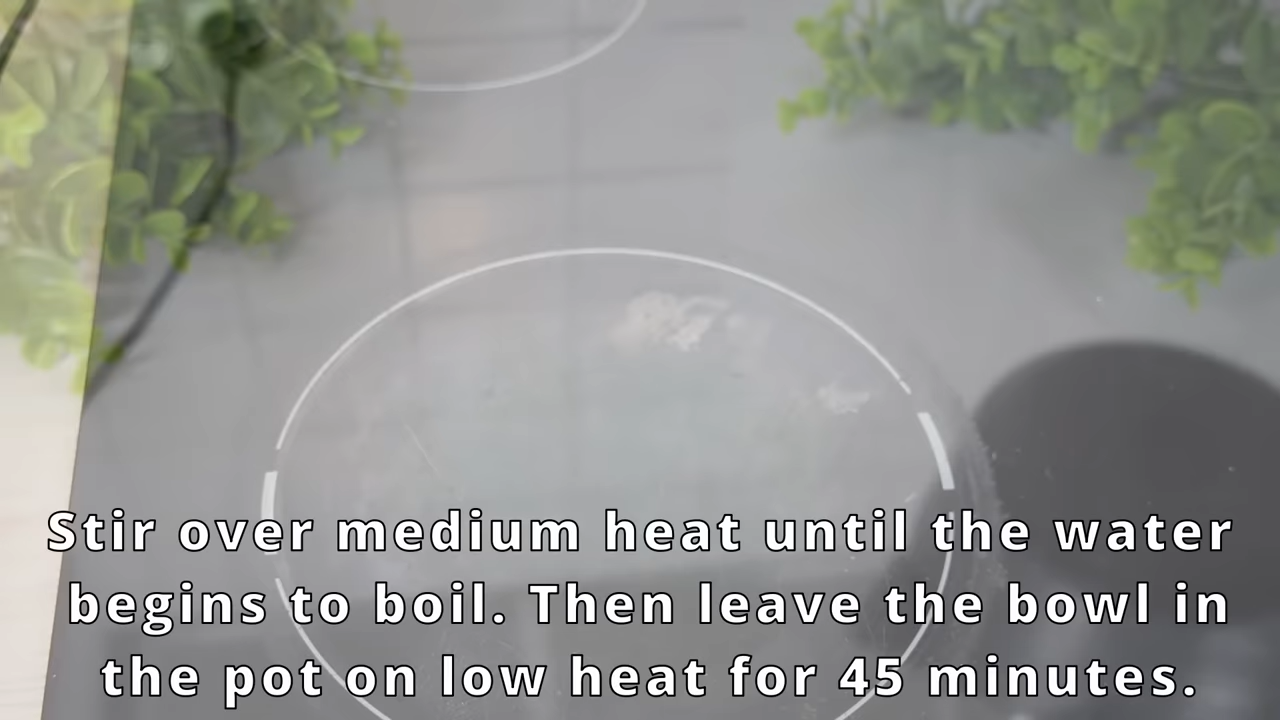 Stir over medium heat until the water
begins to boil. Then leave the bowl in
the pot on low heat for 45 minutes.